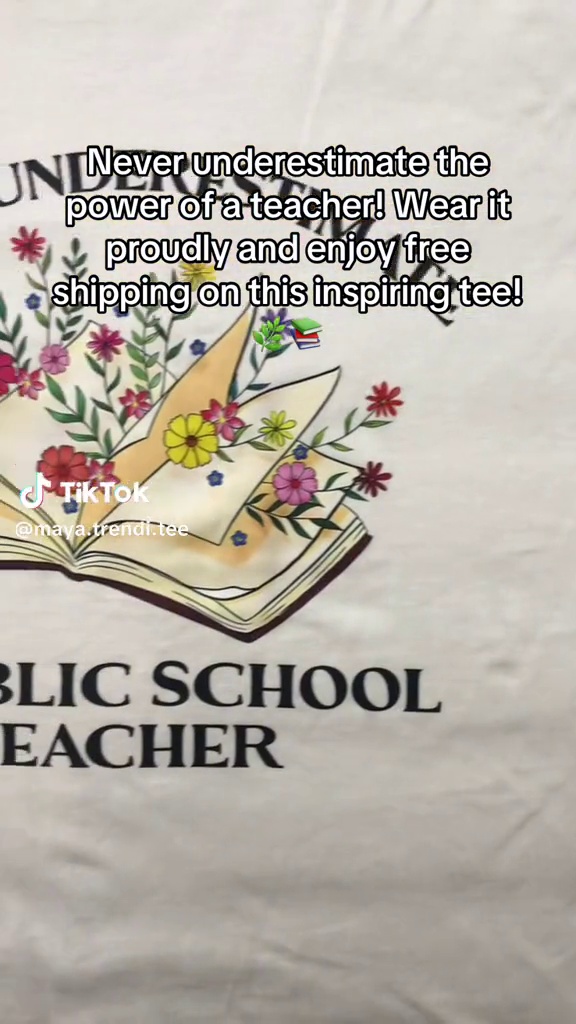 UNDERESTIMATE
Never underestimate the
power of a teacher! Wear it
proudly and enjoy free
shipping on this inspiring tee!
🌿📚
TikTok
@maya.trendi.tee
BLIC SCHOOL
EACHER